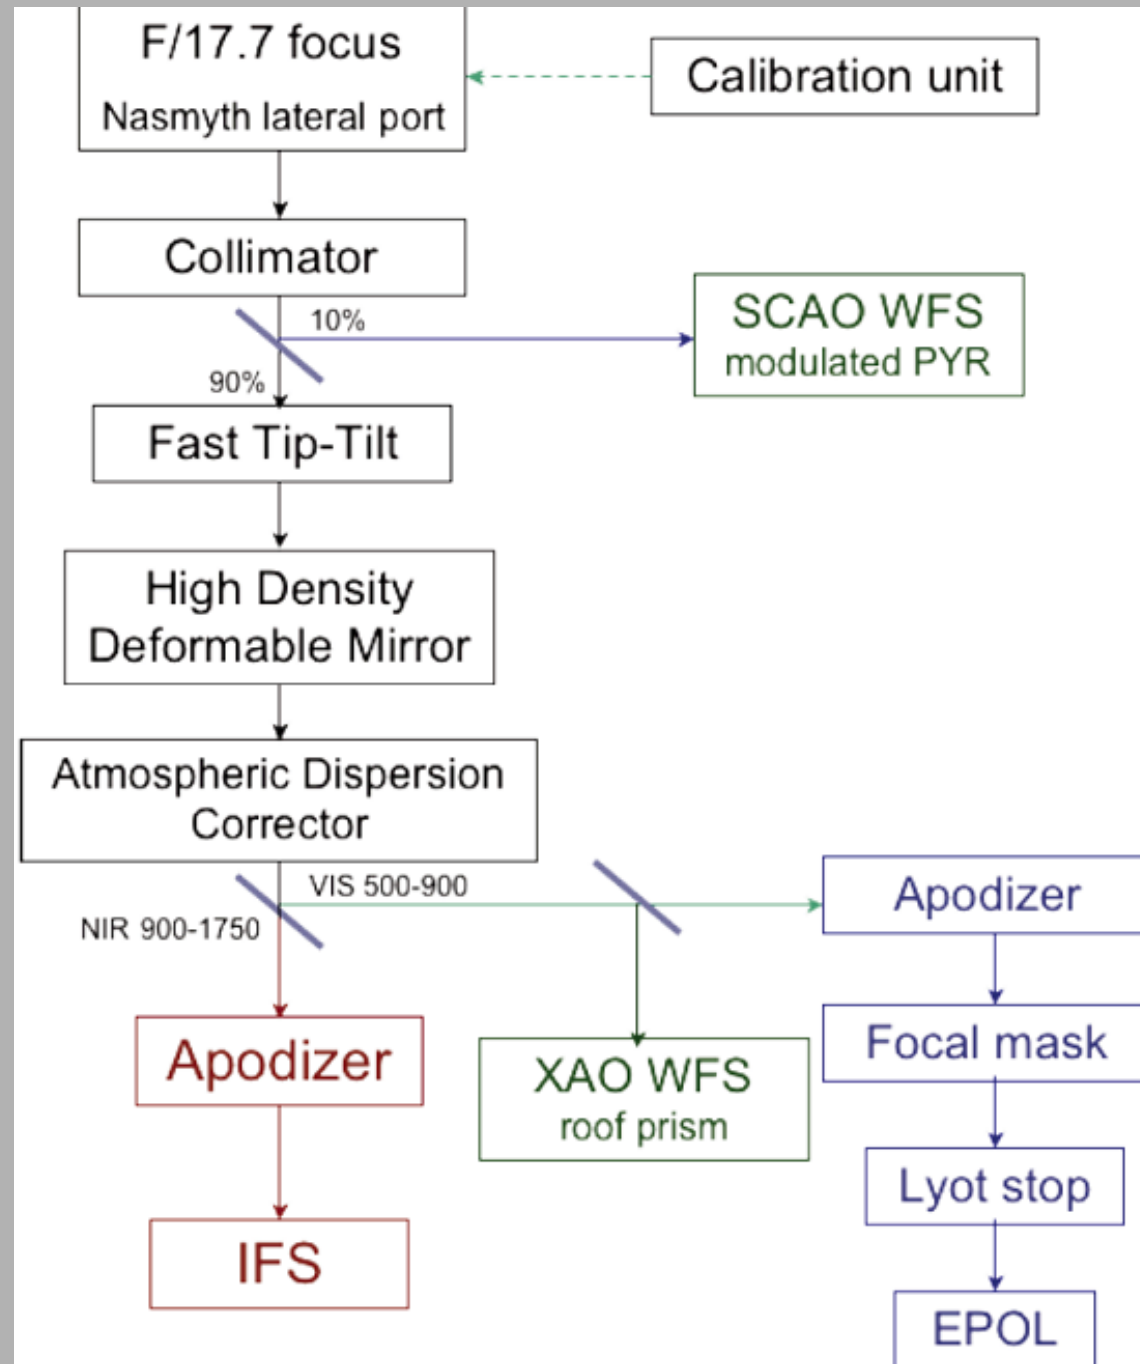 F/17.7 focus
Nasmyth lateral port
Calibration unit
Collimator
10%
SCAO WFS
modulated PYR
90%
Fast Tip-Tilt
High Density
Deformable Mirror
Atmospheric Dispersion
Corrector
VIS 500-900
NIR 900-1750
Apodizer
Apodizer
Focal mask
XAO WFS
roof prism
Lyot stop
IFS
EPOL